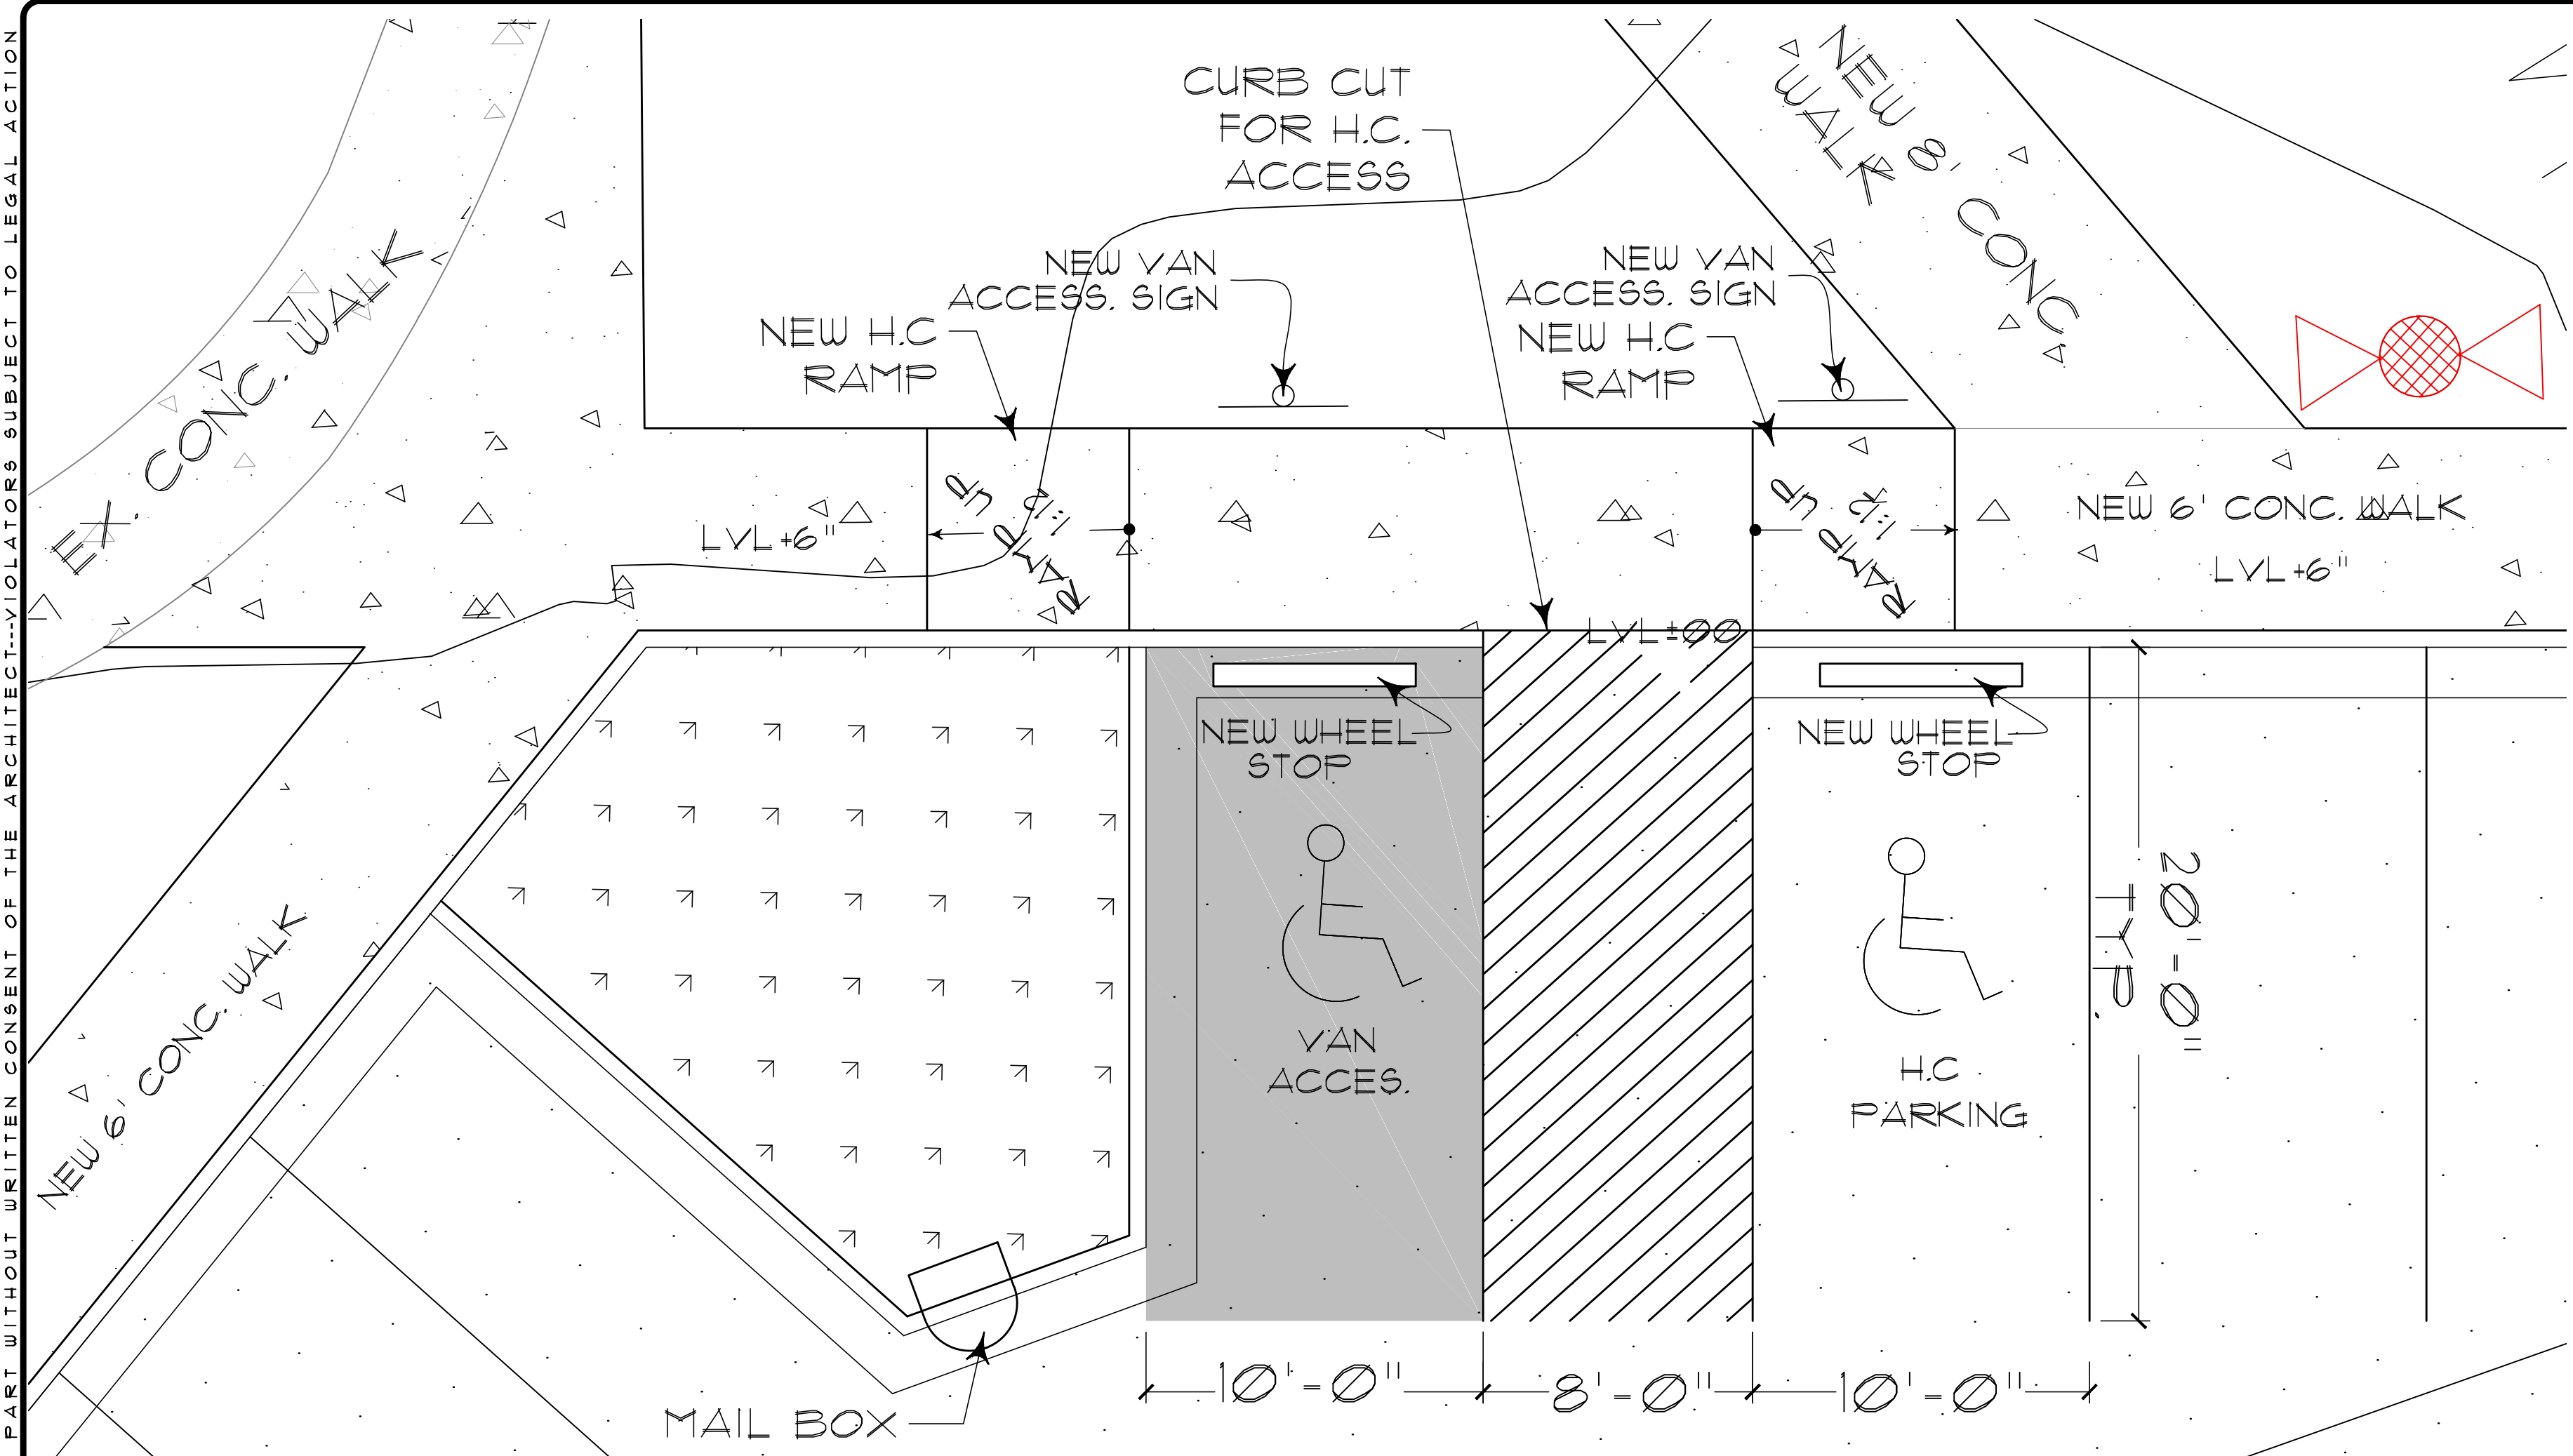 PART WITHOUT WRITTEN CONSENT OF THE ARCHITECT---VIOLATORS SUBJECT TO LEGAL ACTION
CURB CUT
FOR H.C.
ACCESS
NEW 8' CONC.
WALK
EX. CONC. WALK
NEW VAN
ACCESS. SIGN
NEW VAN
ACCESS. SIGN
NEW H.C
RAMP
NEW H.C
RAMP
LVL+6"
up
1:12
RAMP
up
1:12
RAMP
NEW 6' CONC. WALK
LVL+6"
LVL±00
NEW WHEEL
STOP
NEW WHEEL
STOP
NEW 6' CONC. WALK
VAN
ACCES.
H.C
PARKING
20'-0"
TYP.
10'-0"
8'-0"
10'-0"
MAIL BOX